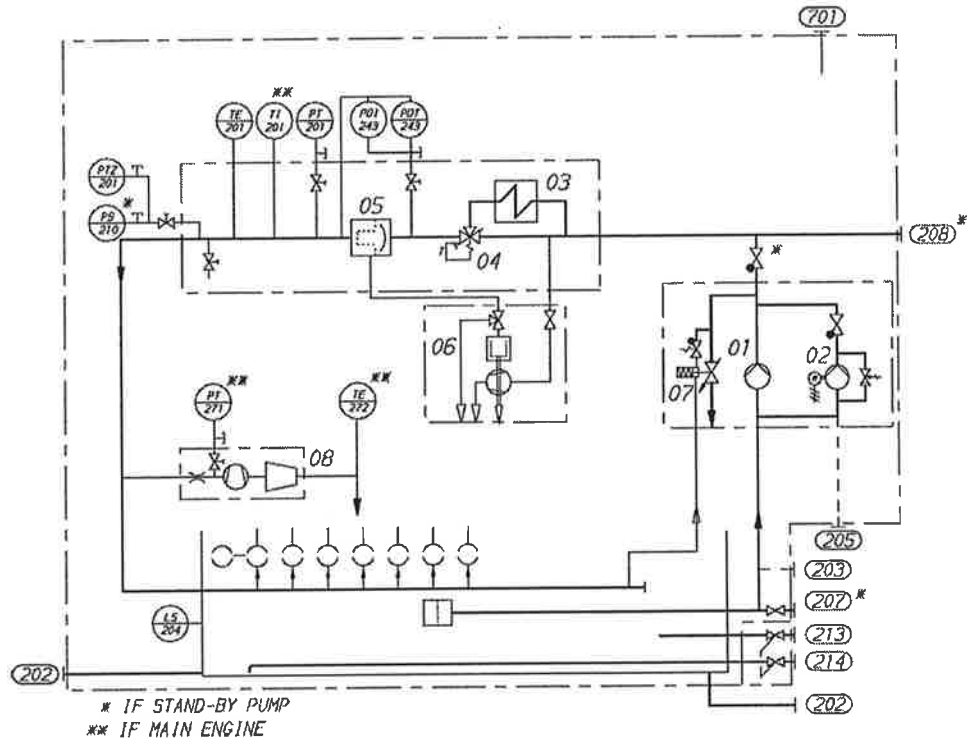 701
**
TE 201
TI 201
PT 201
PDI 243
PDT 243
PTZ 201
*
PS 210
03
05
04
208 *
*
06
01
02
07
**
PT 271
**
TE 272
08
205
203
207 *
LS 204
213
214
202
202
* IF STAND-BY PUMP
** IF MAIN ENGINE